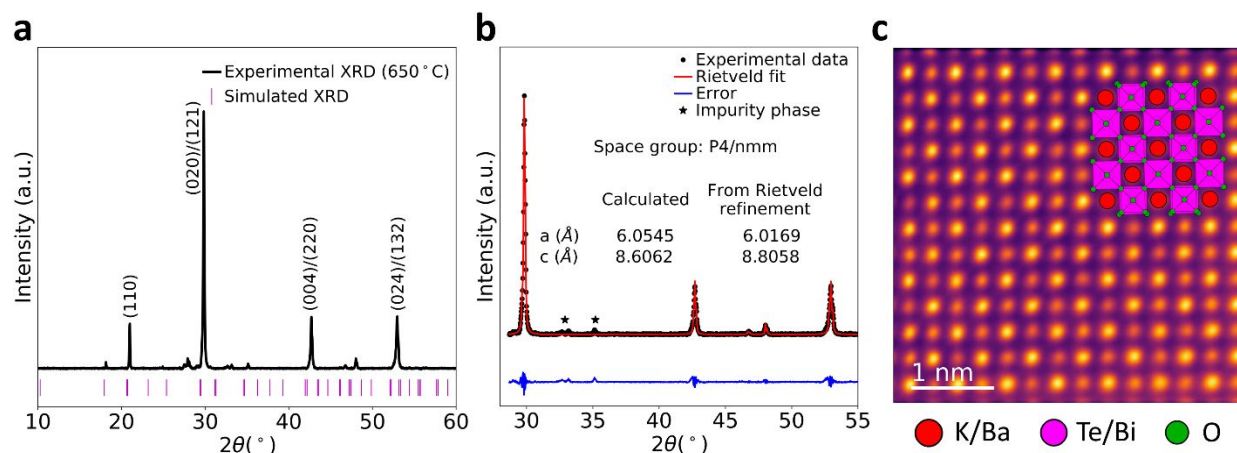 a
Intensity (a.u.)
Experimental XRD (650°C)
Simulated XRD
(110)
(020)/(121)
(004)/(220)
(024)/(132)
10 20 30 40 50 60
2θ(°)
b
Intensity (a.u.)
Experimental data
Rietveld fit
Error
★ Impurity phase
Space group: P4/nmm
Calculated From Rietveld
refinement
a (Å) 6.0545 6.0169
c (Å) 8.6062 8.8058
★ ★
30 35 40 45 50 55
2θ(°)
c
1 nm
K/Ba Te/Bi O